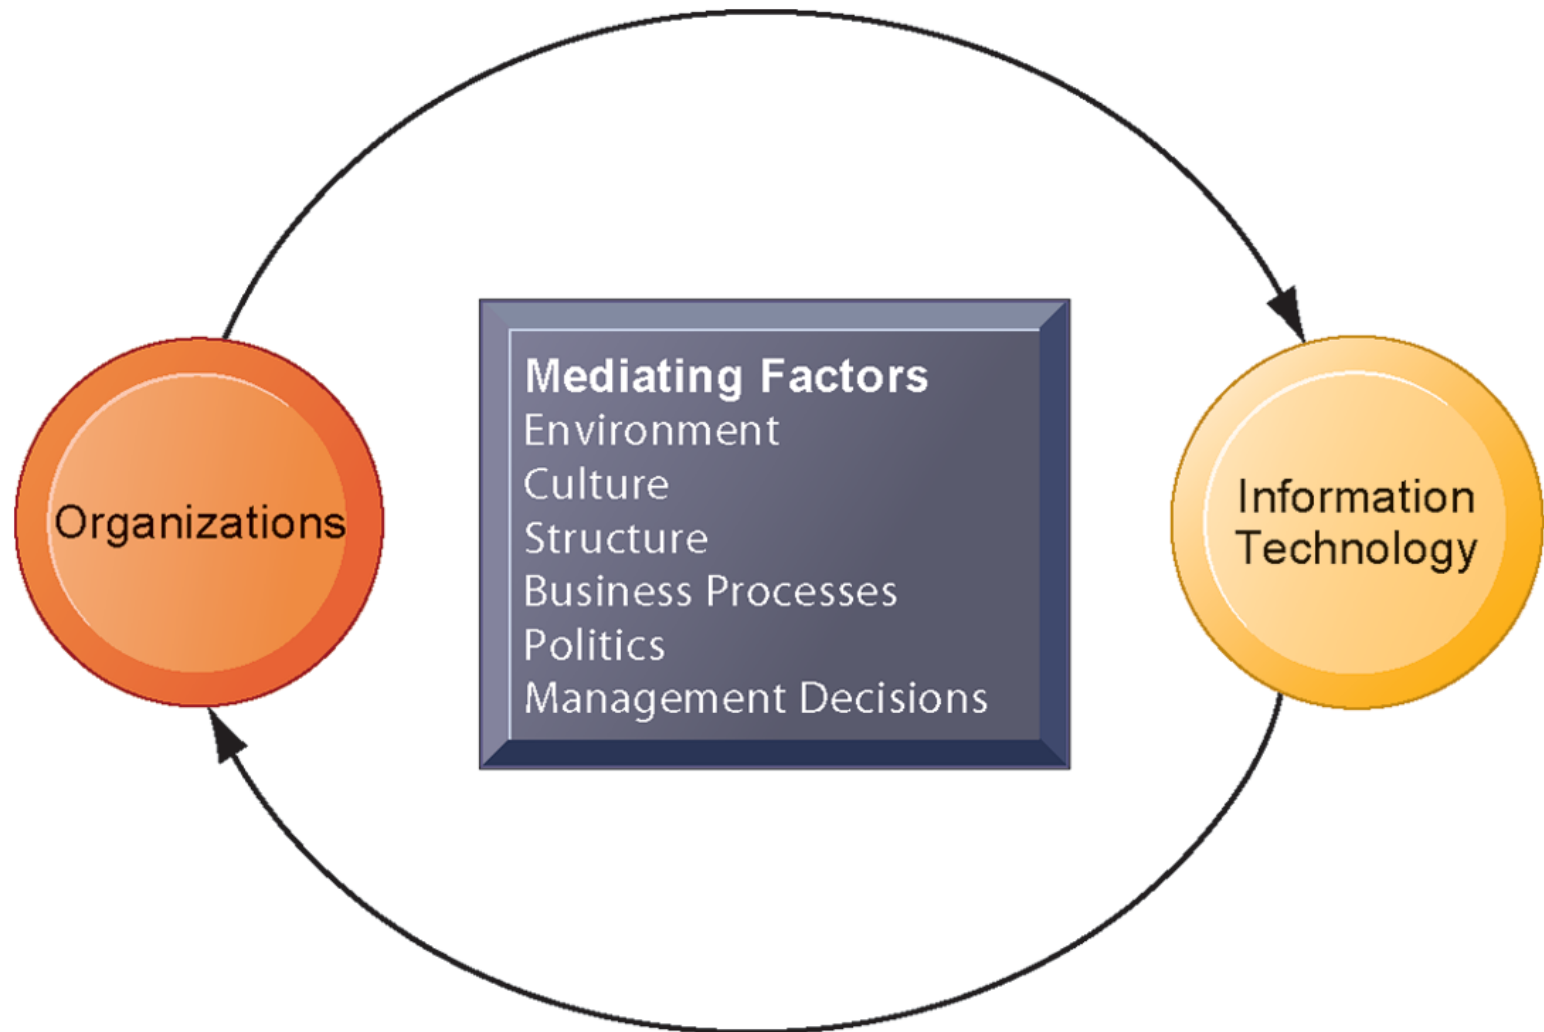 Organizations
Mediating Factors
Environment
Culture
Structure
Business Processes
Politics
Management Decisions
Information
Technology